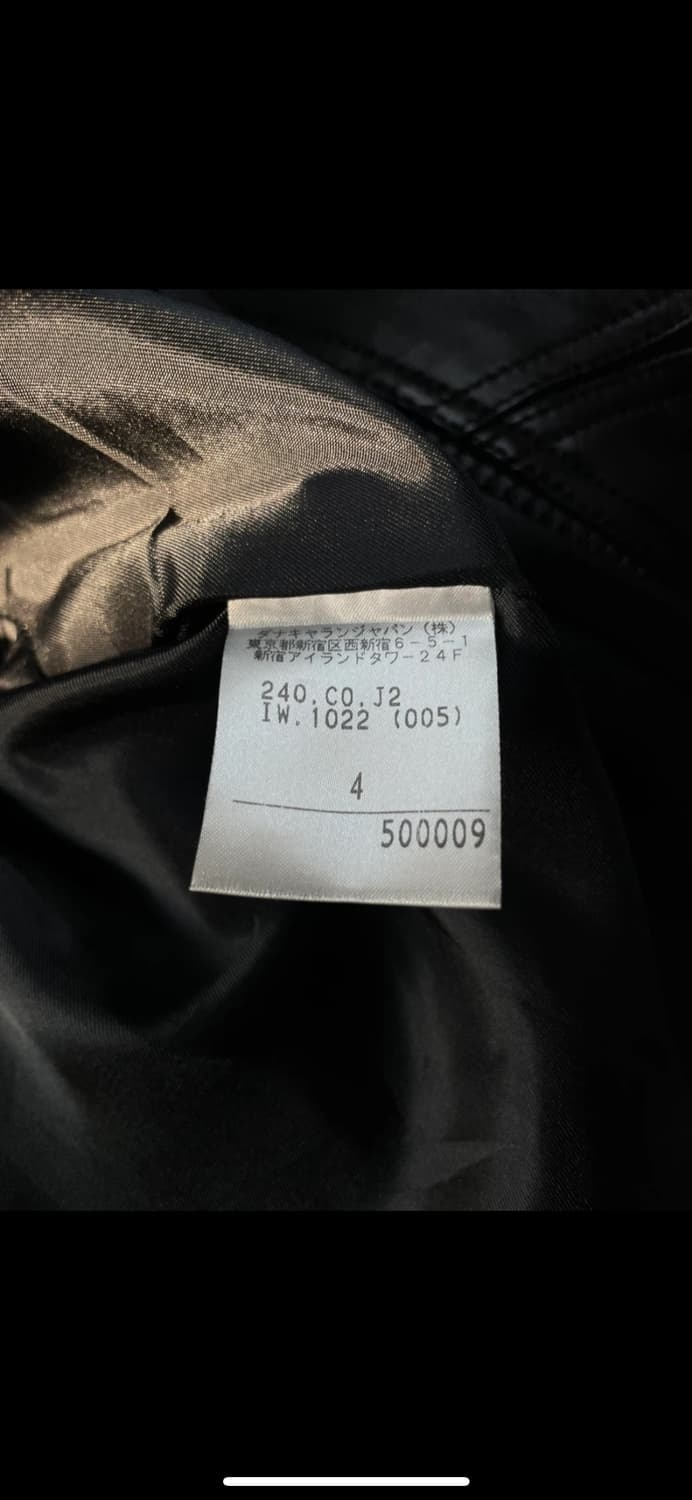 ダナキャランジャパン（株）
東京都新宿区西新宿６－５－１
新宿アイランドタワー２４Ｆ
240.CO.J2
IW.1022 (005)
4
500009